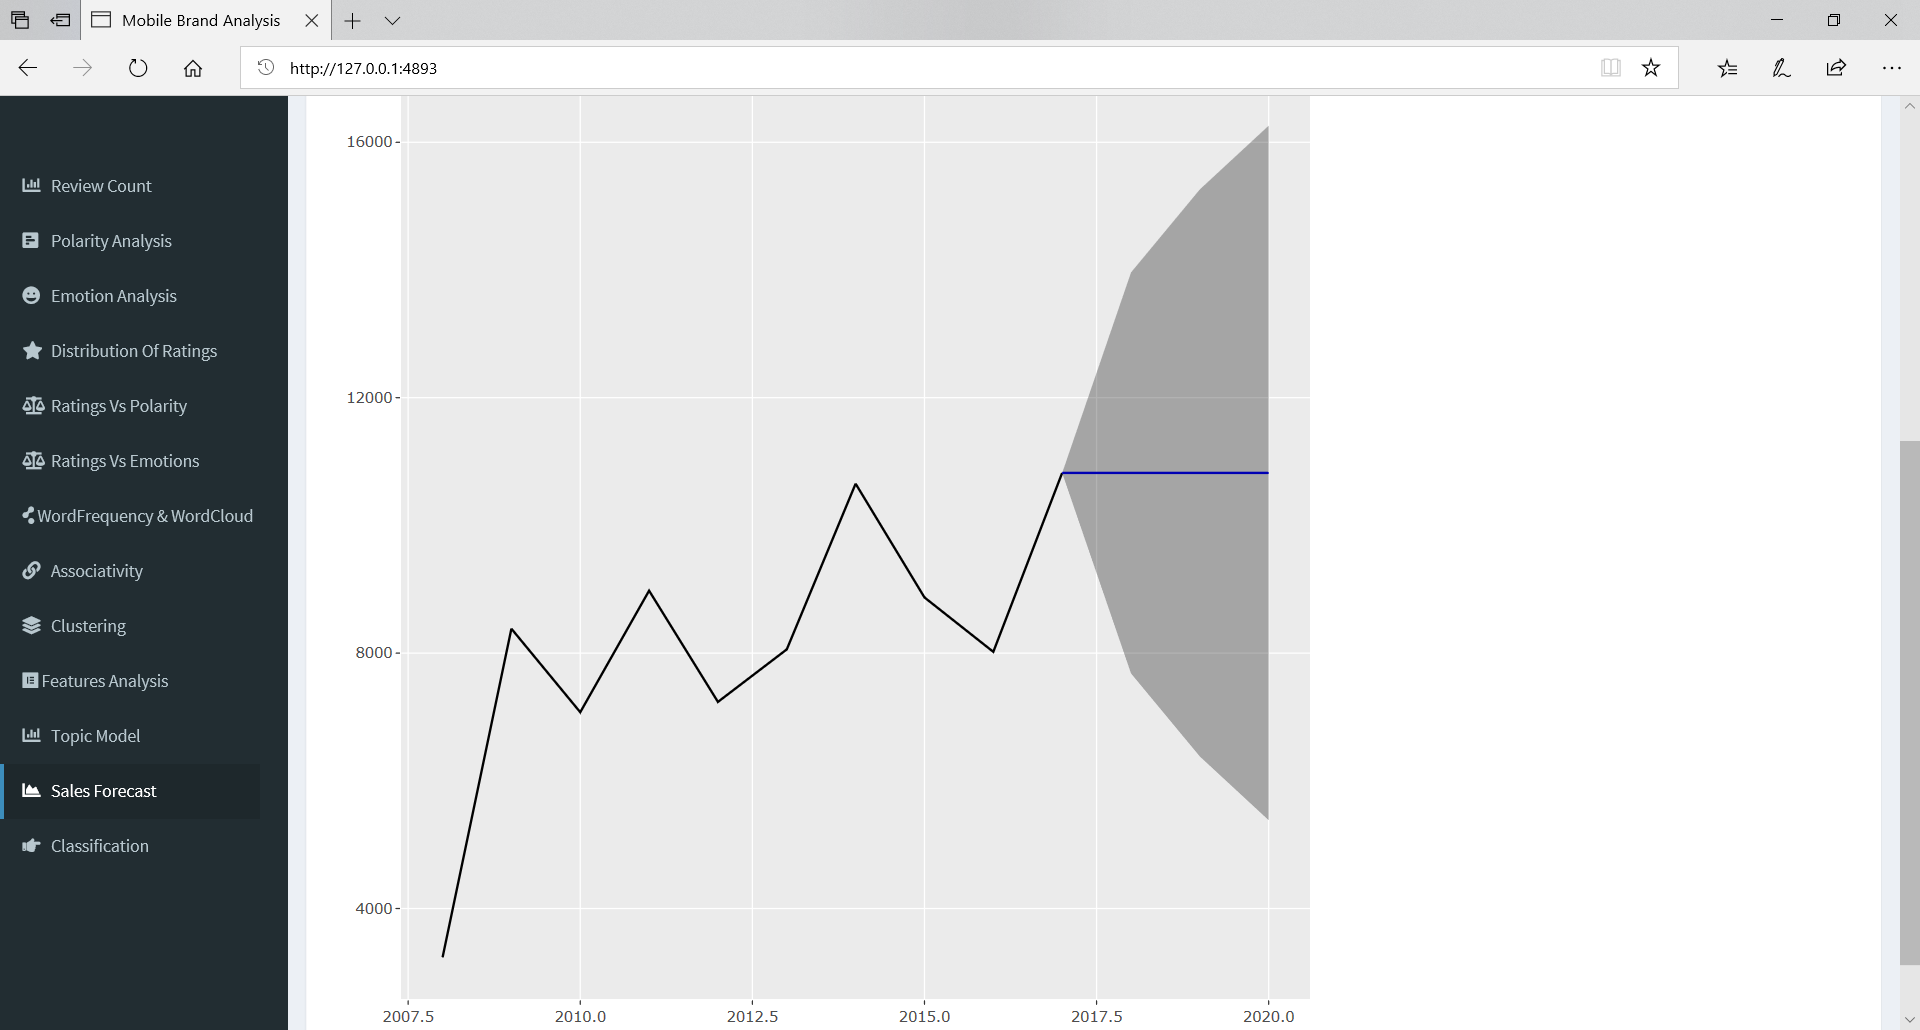 Mobile Brand Analysis
http://127.0.0.1:4893
Review Count
Polarity Analysis
Emotion Analysis
Distribution Of Ratings
Ratings Vs Polarity
Ratings Vs Emotions
WordFrequency & WordCloud
Associativity
Clustering
Features Analysis
Topic Model
Sales Forecast
Classification
16000
12000
8000
4000
2007.5 2010.0 2012.5 2015.0 2017.5 2020.0